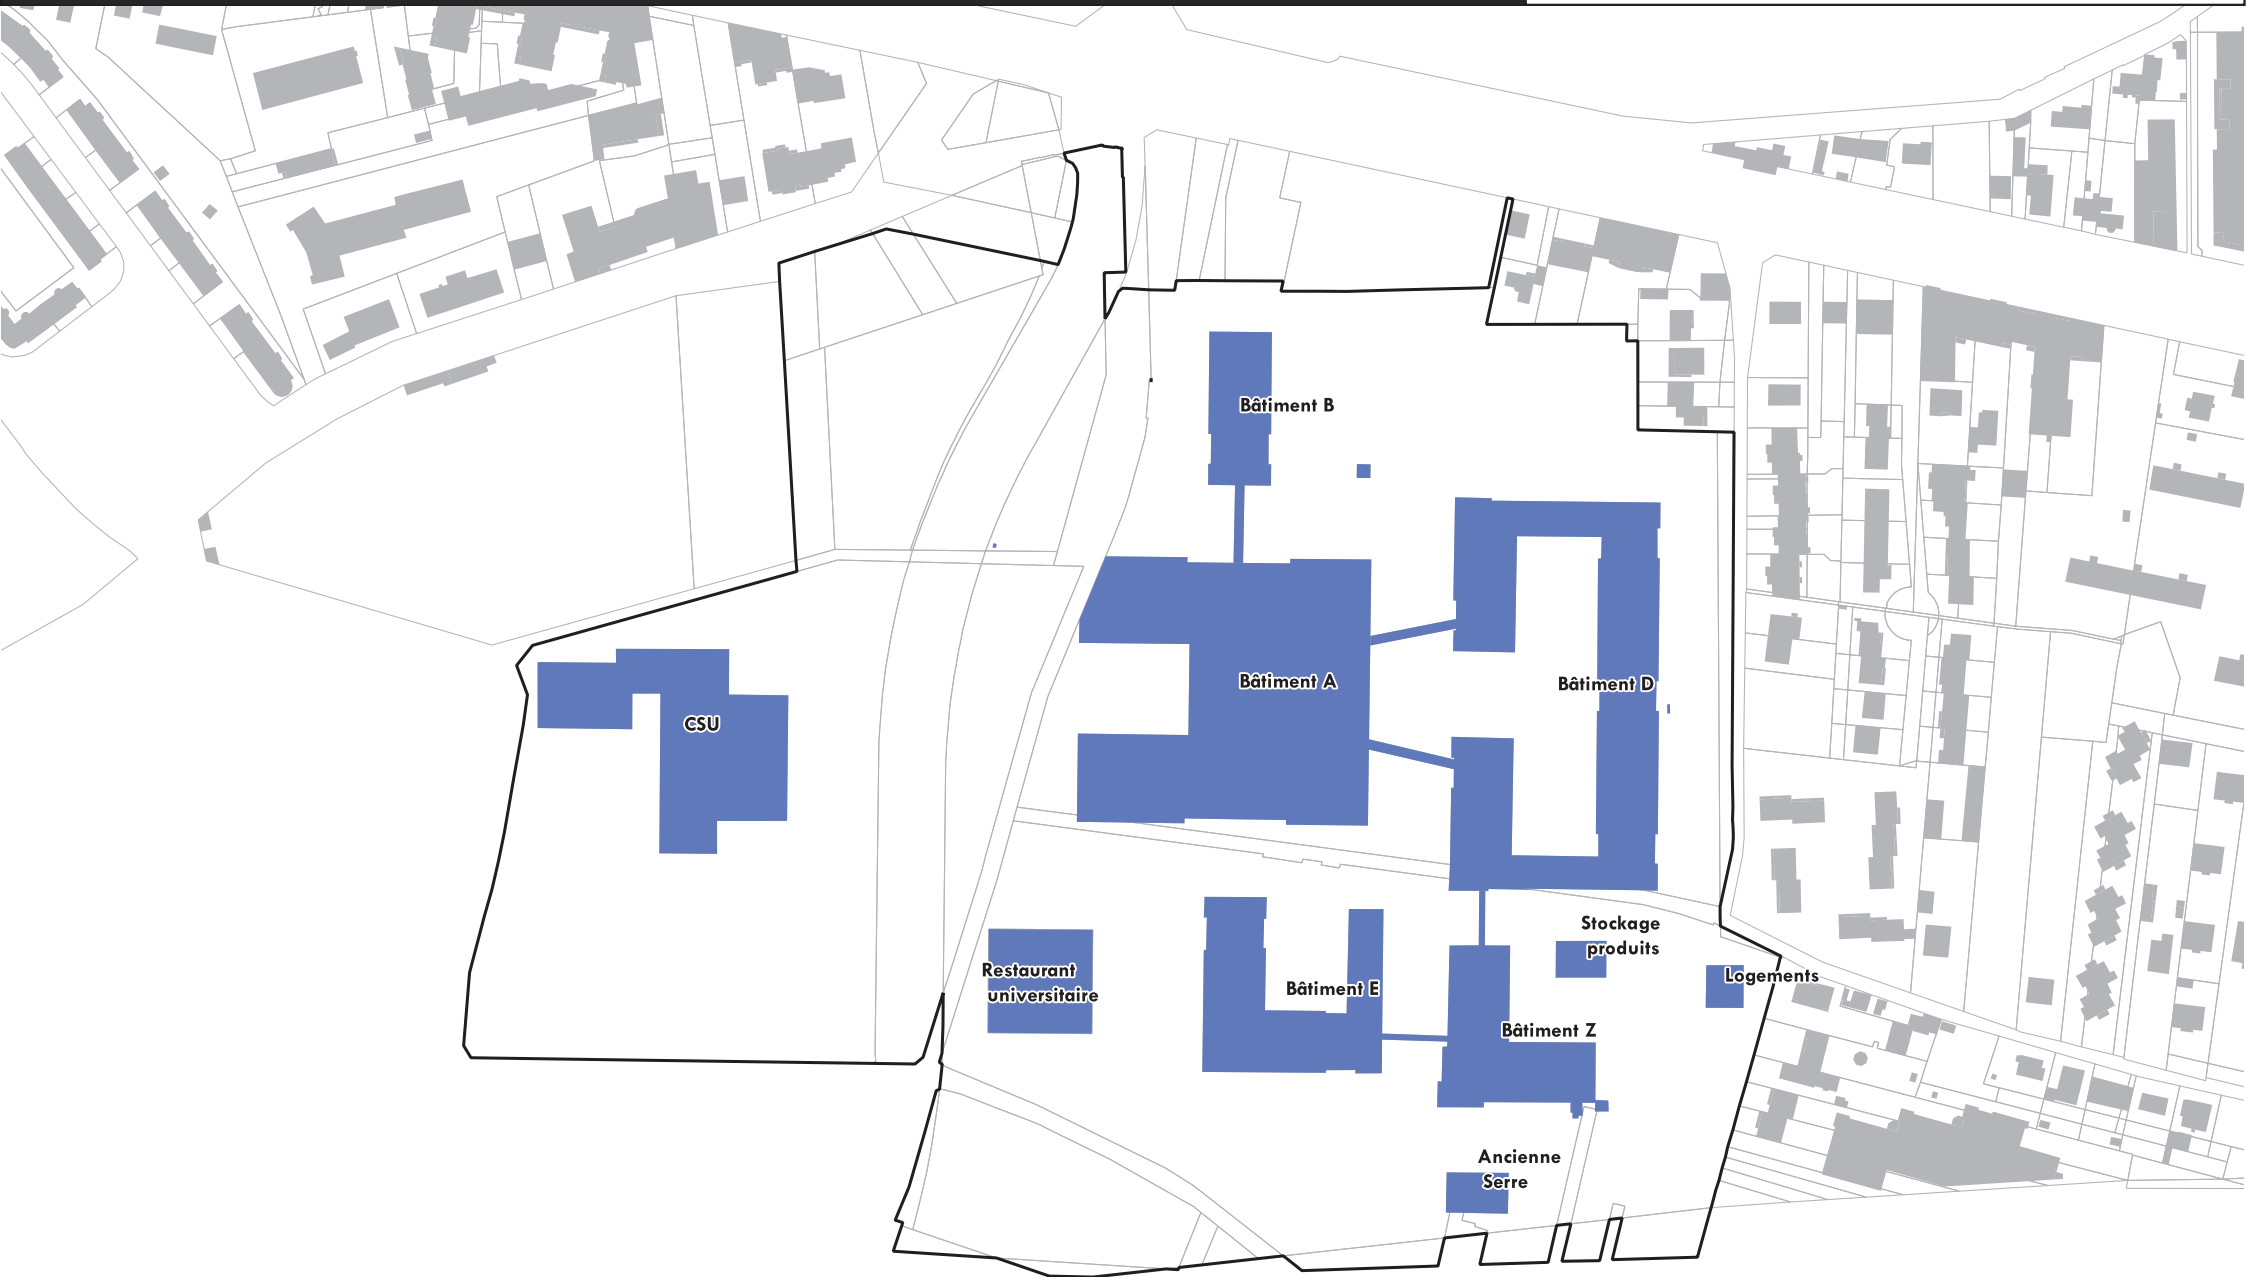 Bâtiment B
Bâtiment A
Bâtiment D
CSU
Stockage
produits
Restaurant
universitaire
Bâtiment E
Logements
Bâtiment Z
Ancienne
Serre